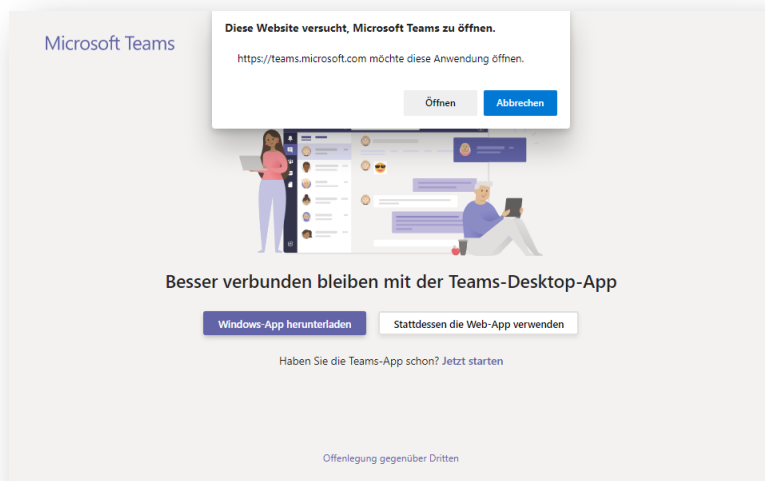 Microsoft Teams
Diese Website versucht, Microsoft Teams zu öffnen.
https://teams.microsoft.com möchte diese Anwendung öffnen.
Öffnen
Abbrechen
Besser verbunden bleiben mit der Teams-Desktop-App
Windows-App herunterladen
Stattdessen die Web-App verwenden
Haben Sie die Teams-App schon? Jetzt starten
Offenlegung gegenüber Dritten